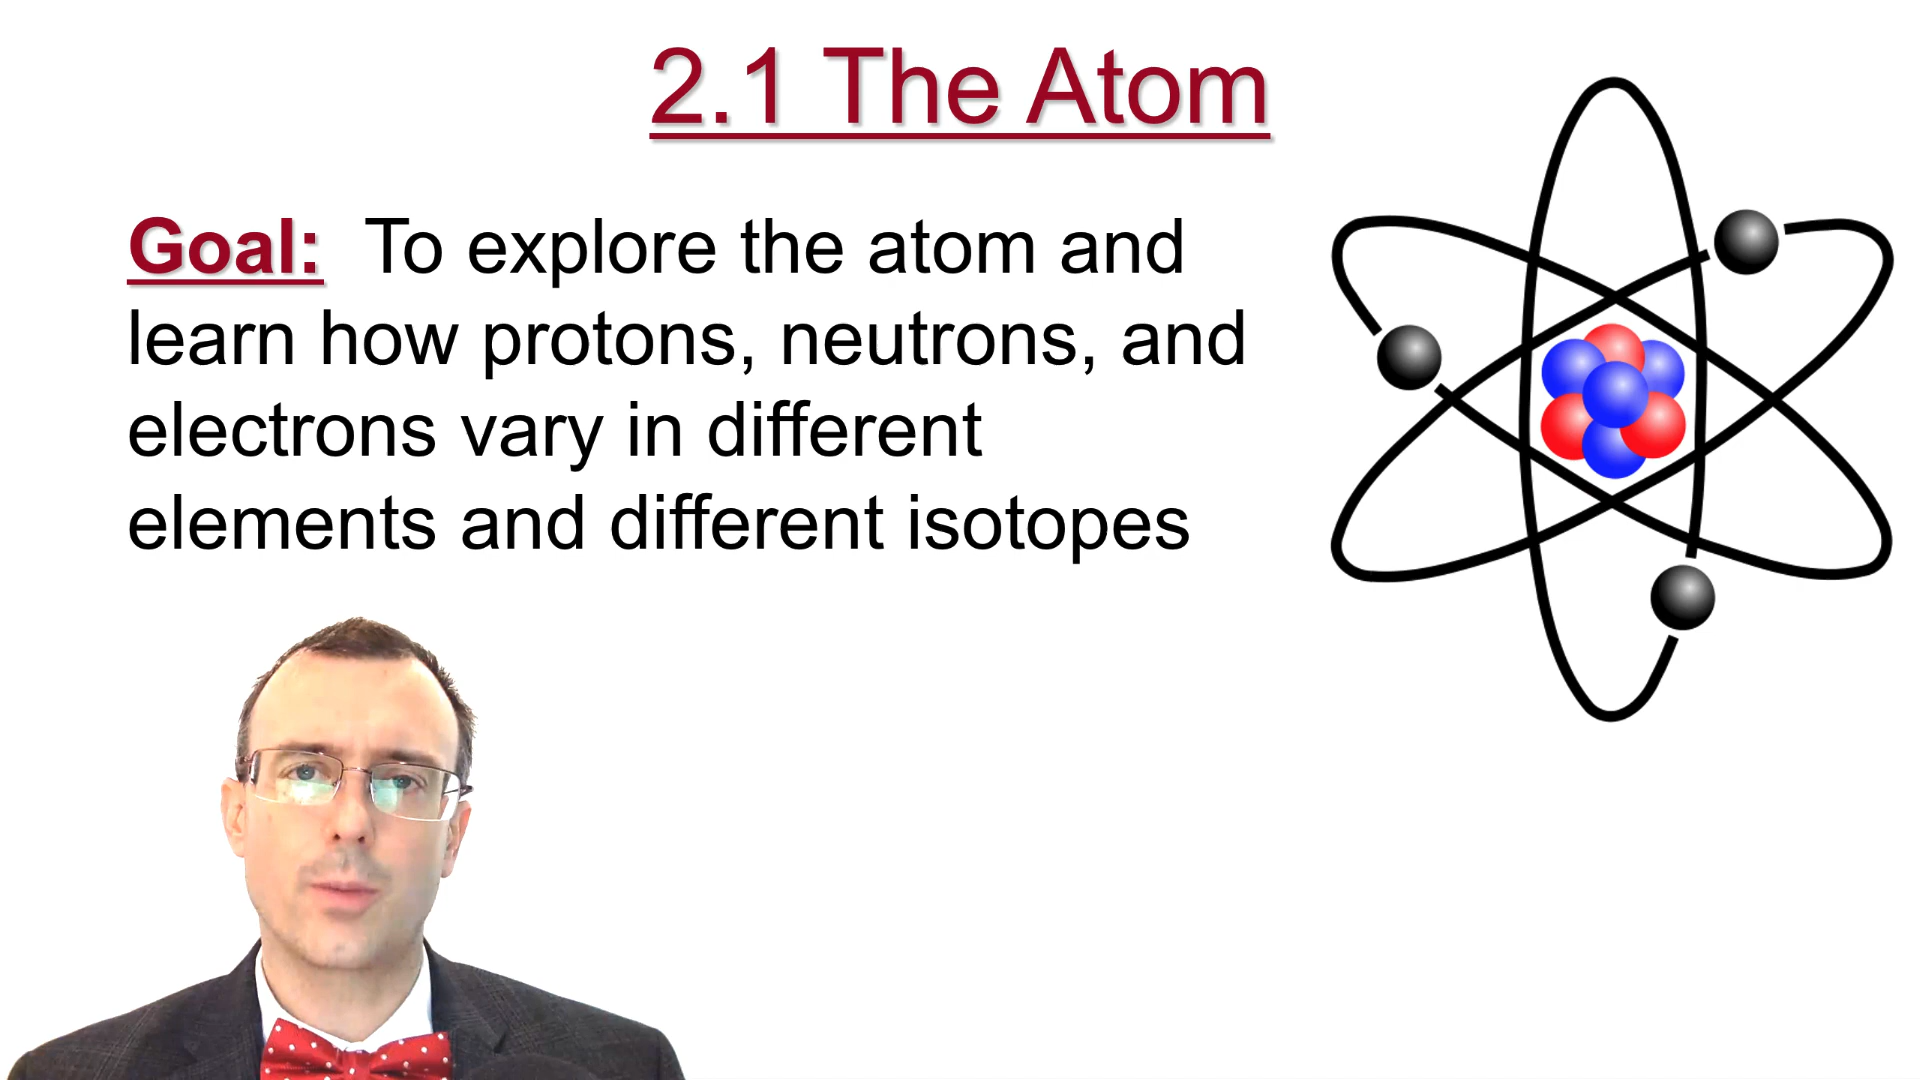 2.1 The Atom
Goal: To explore the atom and
learn how protons, neutrons, and
electrons vary in different
elements and different isotopes